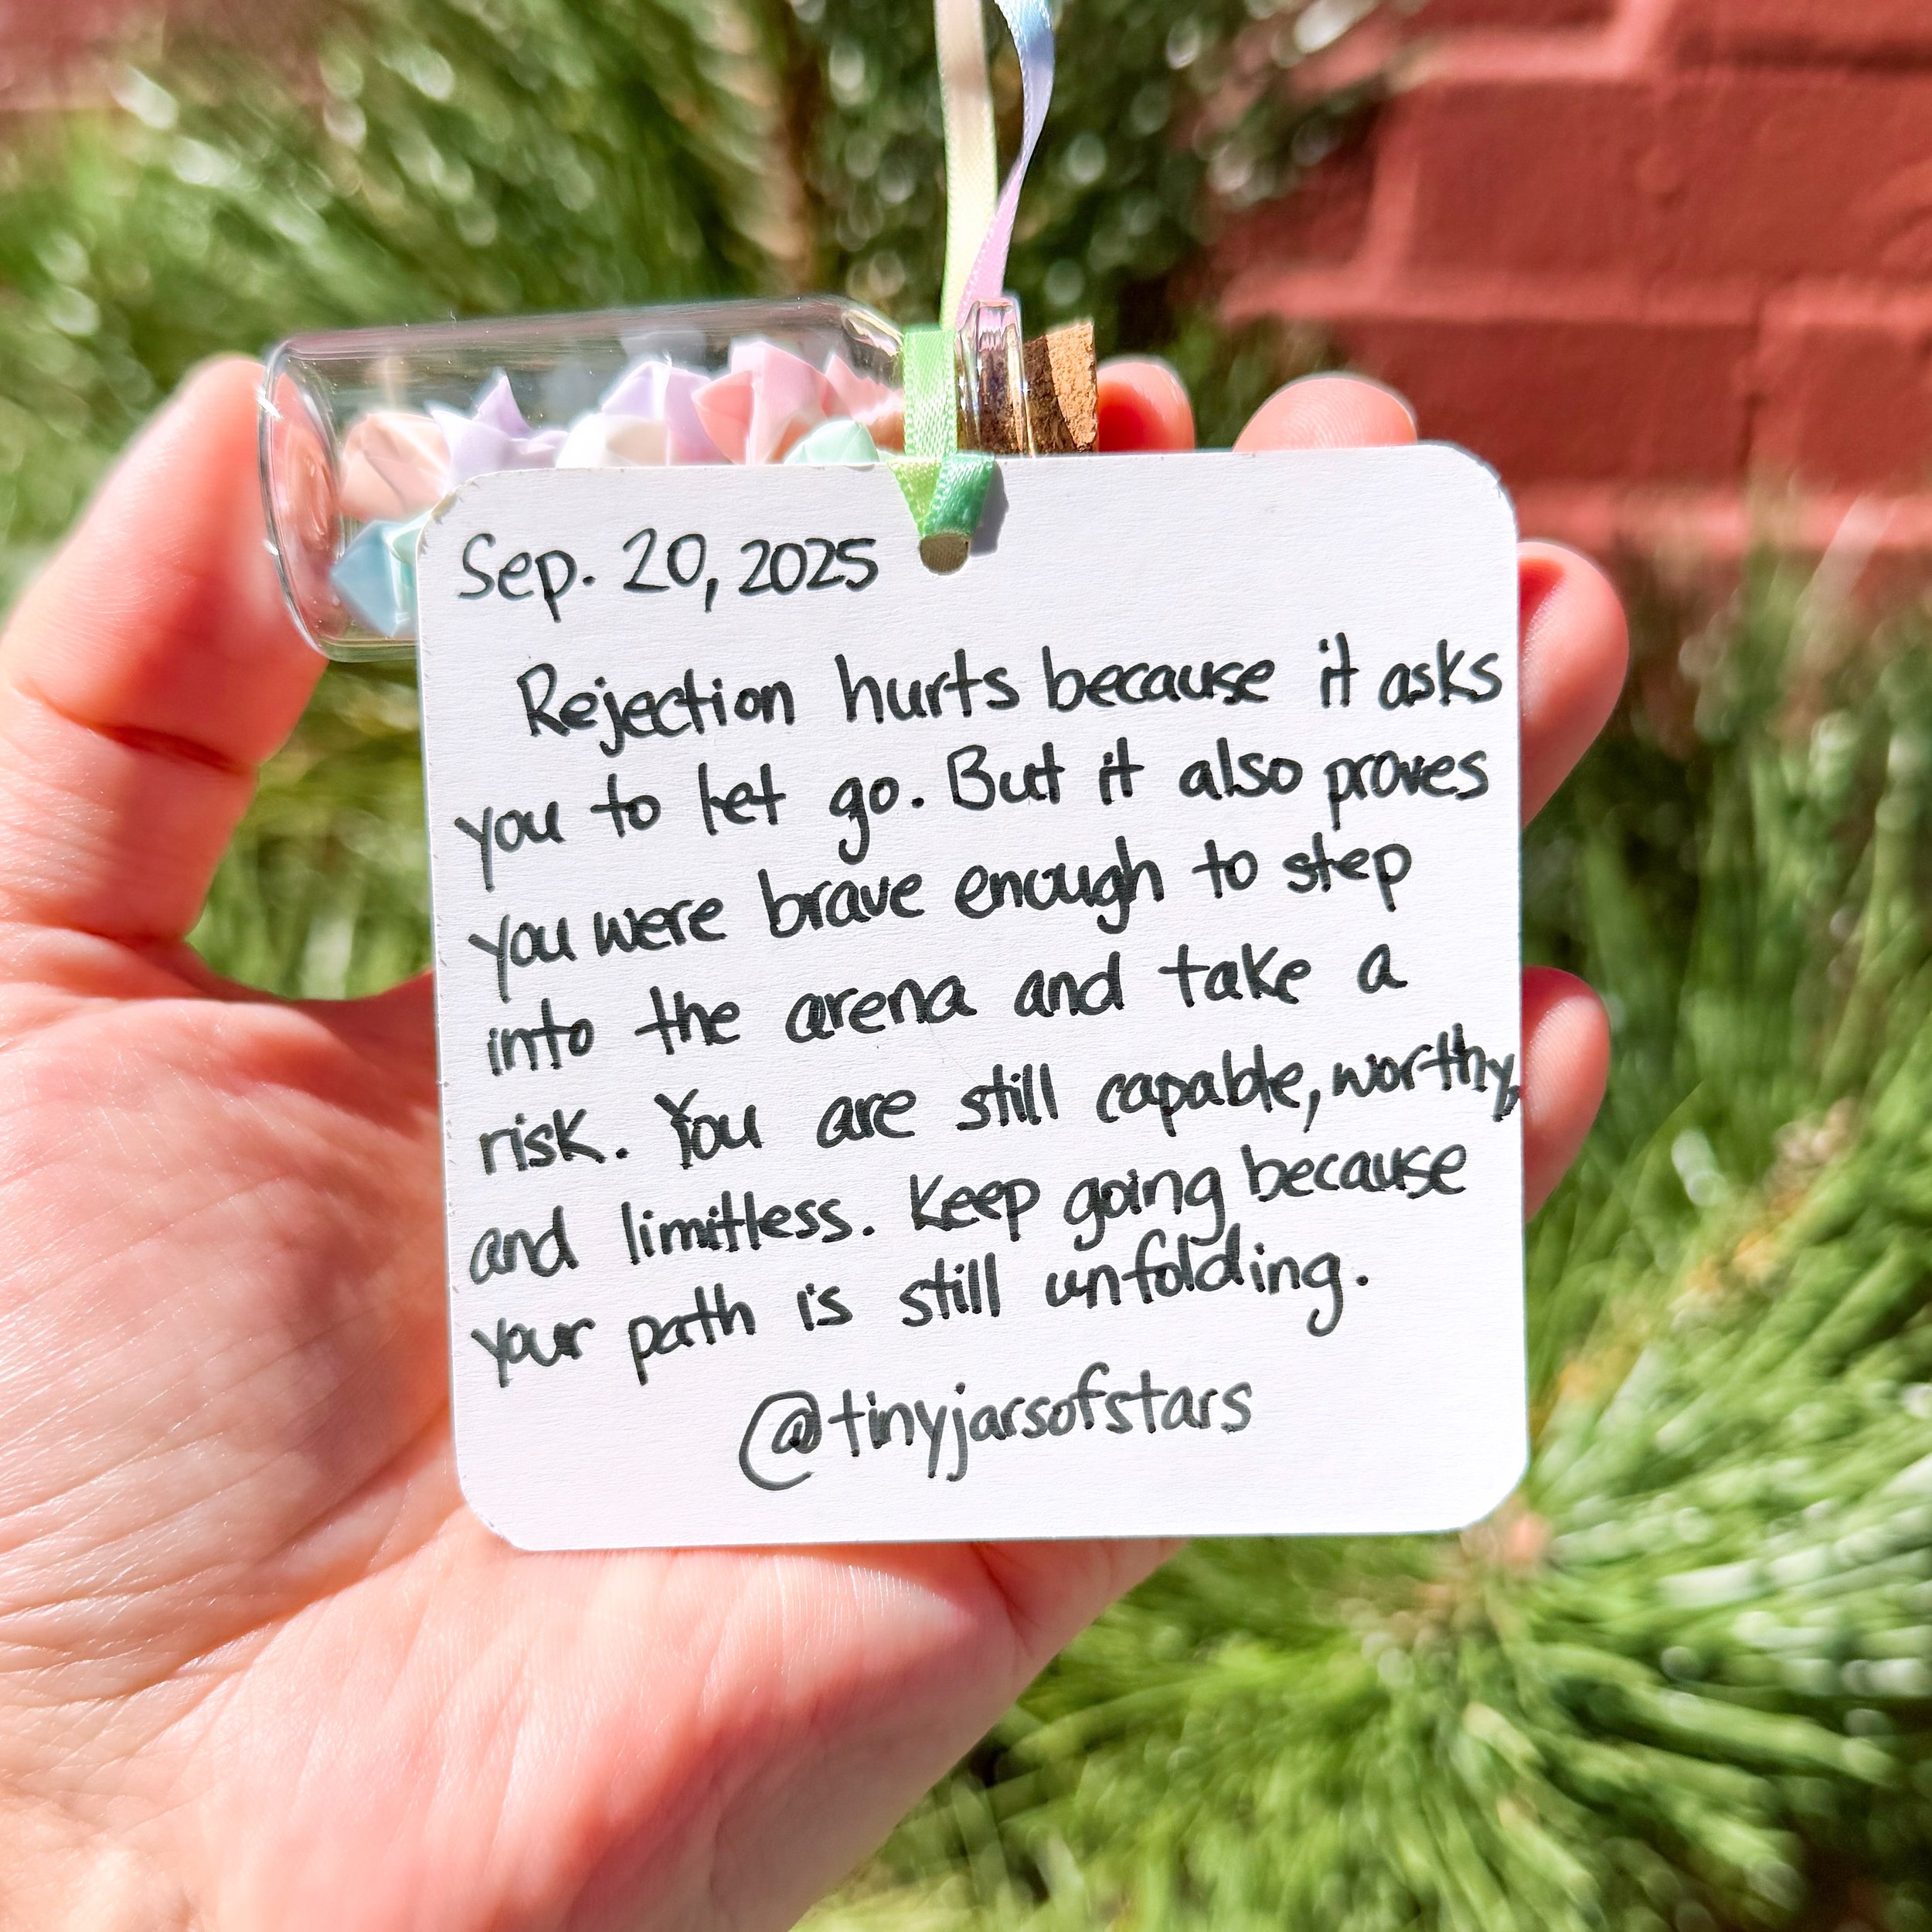 Sep. 20, 2025
Rejection hurts because it asks
you to let go. But it also proves
you were brave enough to step
into the arena and take a
risk. You are still capable, worthy,
and limitless. Keep going because
your path is still unfolding.
@tinyjarsofstars